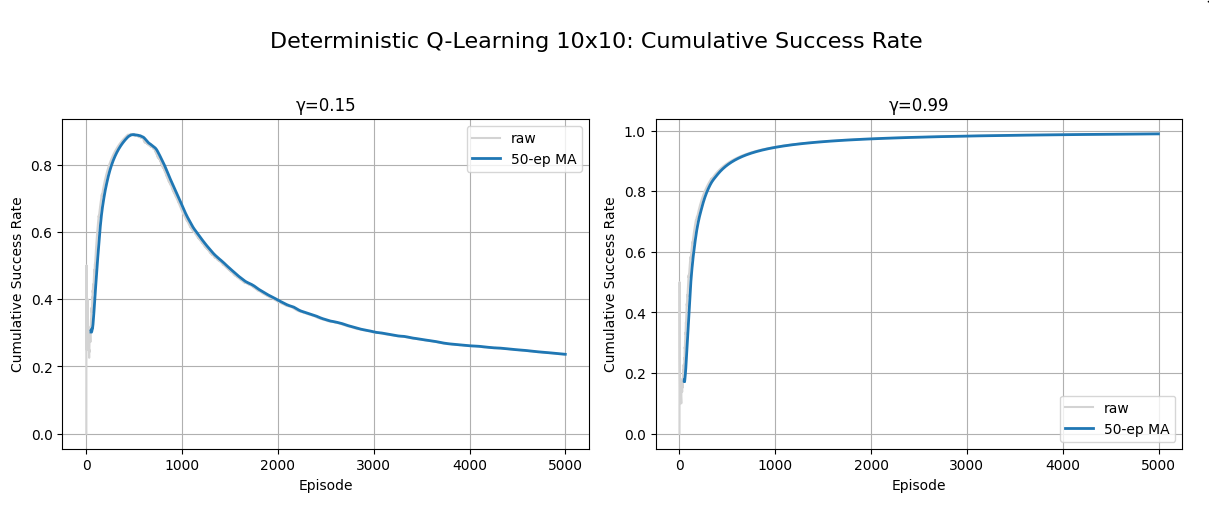 Deterministic Q-Learning 10x10: Cumulative Success Rate
γ=0.15
Cumulative Success Rate
0.8
0.6
0.4
0.2
0.0
raw
50-ep MA
0 1000 2000 3000 4000 5000
Episode
γ=0.99
Cumulative Success Rate
1.0
0.8
0.6
0.4
0.2
0.0
raw
50-ep MA
0 1000 2000 3000 4000 5000
Episode